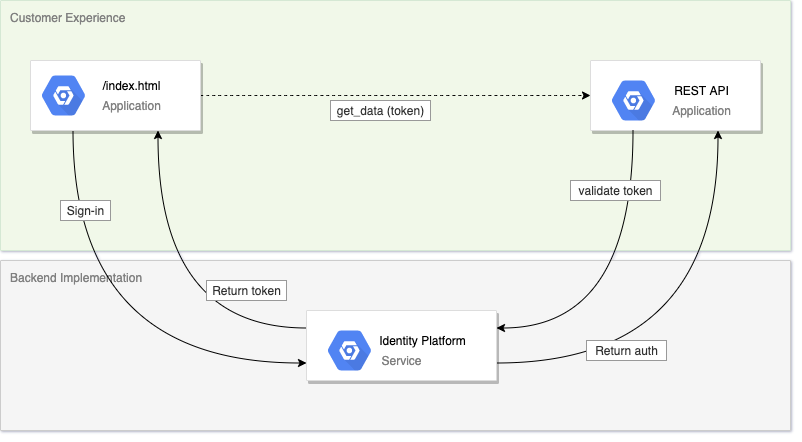 Customer Experience
/index.html
Application
REST API
Application
get_data (token)
validate token
Sign-in
Backend Implementation
Return token
Identity Platform
Service
Return auth